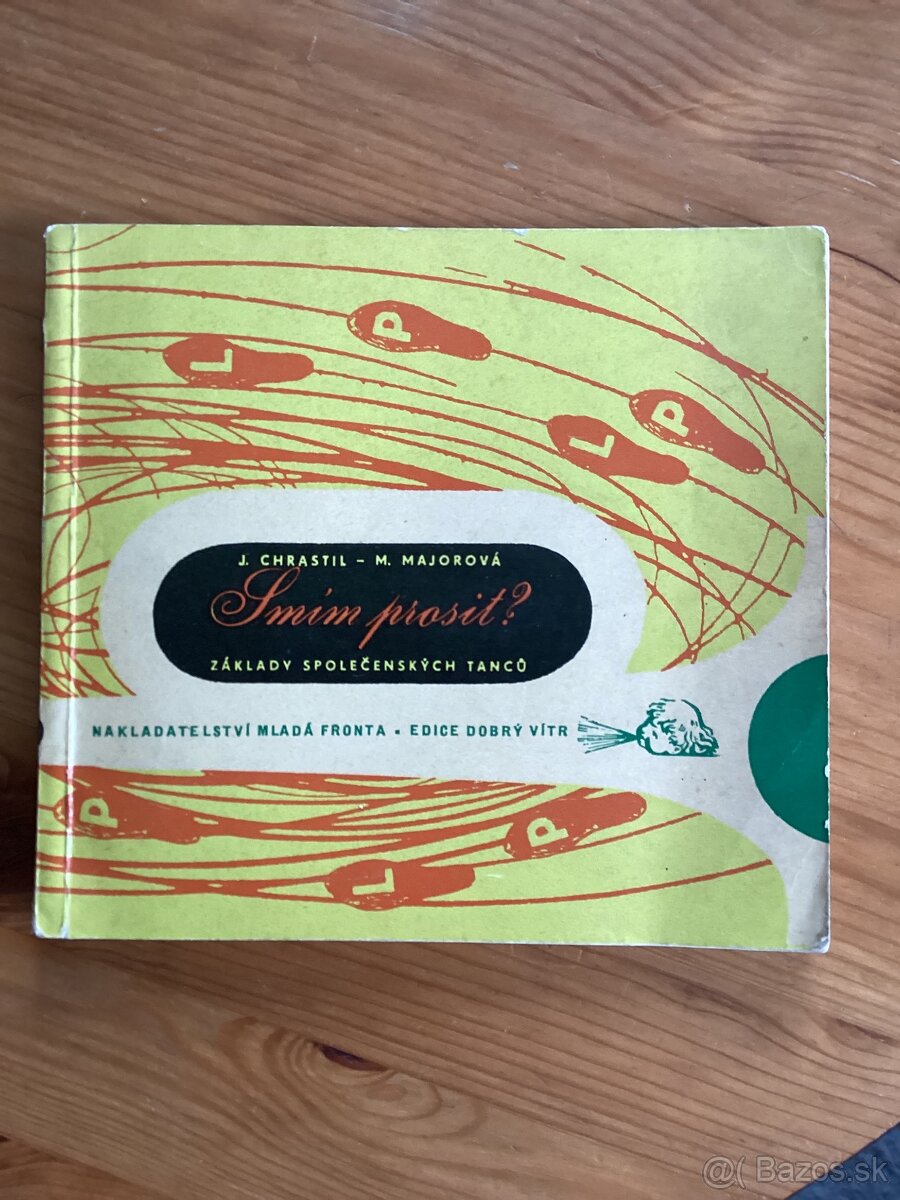 P
L
P
L
J. CHRASTIL – M. MAJOROVÁ
Smím prosit?
ZÁKLADY SPOLEČENSKÝCH TANCŮ
NAKLADATELSTVÍ MLADÁ FRONTA • EDICE DOBRÝ VÍTR
P
P
L
@( Bazos.sk